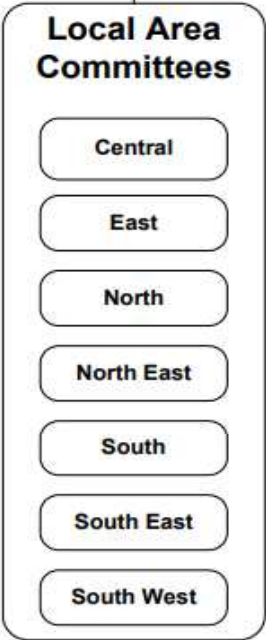 Local Area
Committees
Central
East
North
North East
South
South East
South West